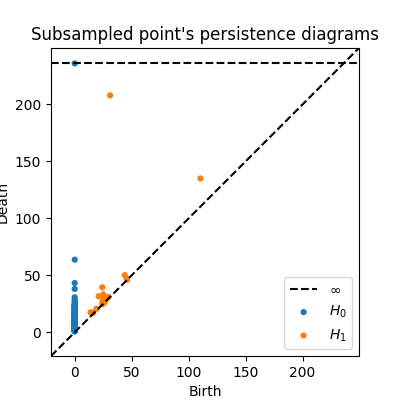 Subsampled point's persistence diagrams
Death
200
150
100
50
0
∞
H₀
H₁
0 50 100 150 200
Birth